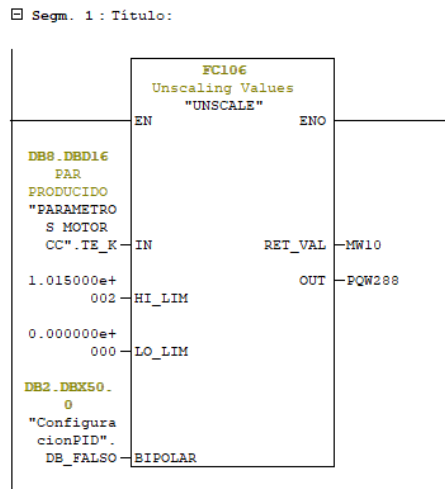 Segm. 1 : Título:
FC106
Unscaling Values
"UNSCALE"
EN
ENO
DB8.DBD16
PAR
PRODUCIDO
"PARAMETRO
S MOTOR
CC".TE_K
IN
RET_VAL
MW10
1.015000e+
002
HI_LIM
OUT
PQW288
0.000000e+
000
LO_LIM
DB2.DBX50.
0
"Configura
cionPID".
DB_FALSO
BIPOLAR